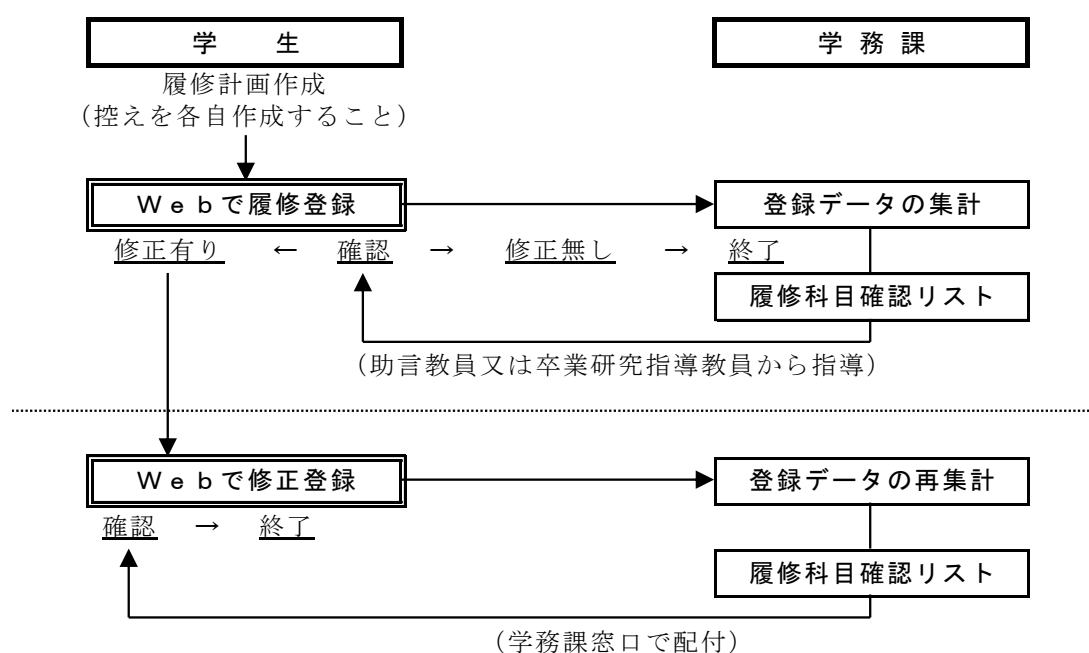 学　　生　　　　学 務 課
履修計画作成
（控えを各自作成すること）
Ｗｅｂで履修登録　　　　登録データの集計
修正有り　←　確認　→　修正無し　→　終了
履修科目確認リスト
（助言教員又は卒業研究指導教員から指導）
Ｗｅｂで修正登録　　　　登録データの再集計
確認　→　終了
履修科目確認リスト
（学務課窓口で配付）